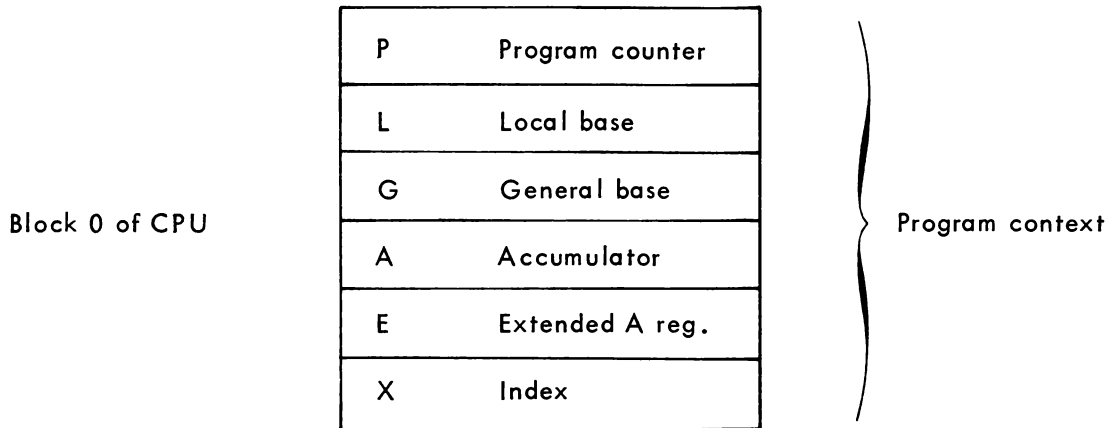 P Program counter
L Local base
G General base
Block 0 of CPU
Program context
A Accumulator
E Extended A reg.
X Index